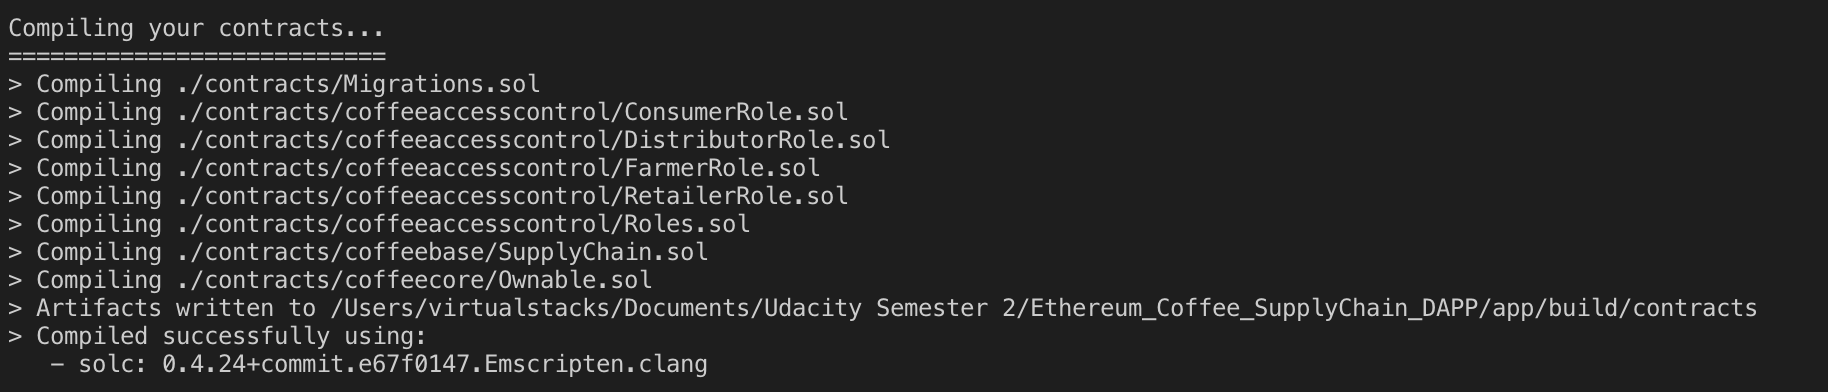 Compiling your contracts...
===========================
> Compiling ./contracts/Migrations.sol
> Compiling ./contracts/coffeeaccesscontrol/ConsumerRole.sol
> Compiling ./contracts/coffeeaccesscontrol/DistributorRole.sol
> Compiling ./contracts/coffeeaccesscontrol/FarmerRole.sol
> Compiling ./contracts/coffeeaccesscontrol/RetailerRole.sol
> Compiling ./contracts/coffeeaccesscontrol/Roles.sol
> Compiling ./contracts/coffeebase/SupplyChain.sol
> Compiling ./contracts/coffeecore/Ownable.sol
> Artifacts written to /Users/virtualstacks/Documents/Udacity Semester 2/Ethereum_Coffee_SupplyChain_DAPP/app/build/contracts
> Compiled successfully using:
   - solc: 0.4.24+commit.e67f0147.Emscripten.clang